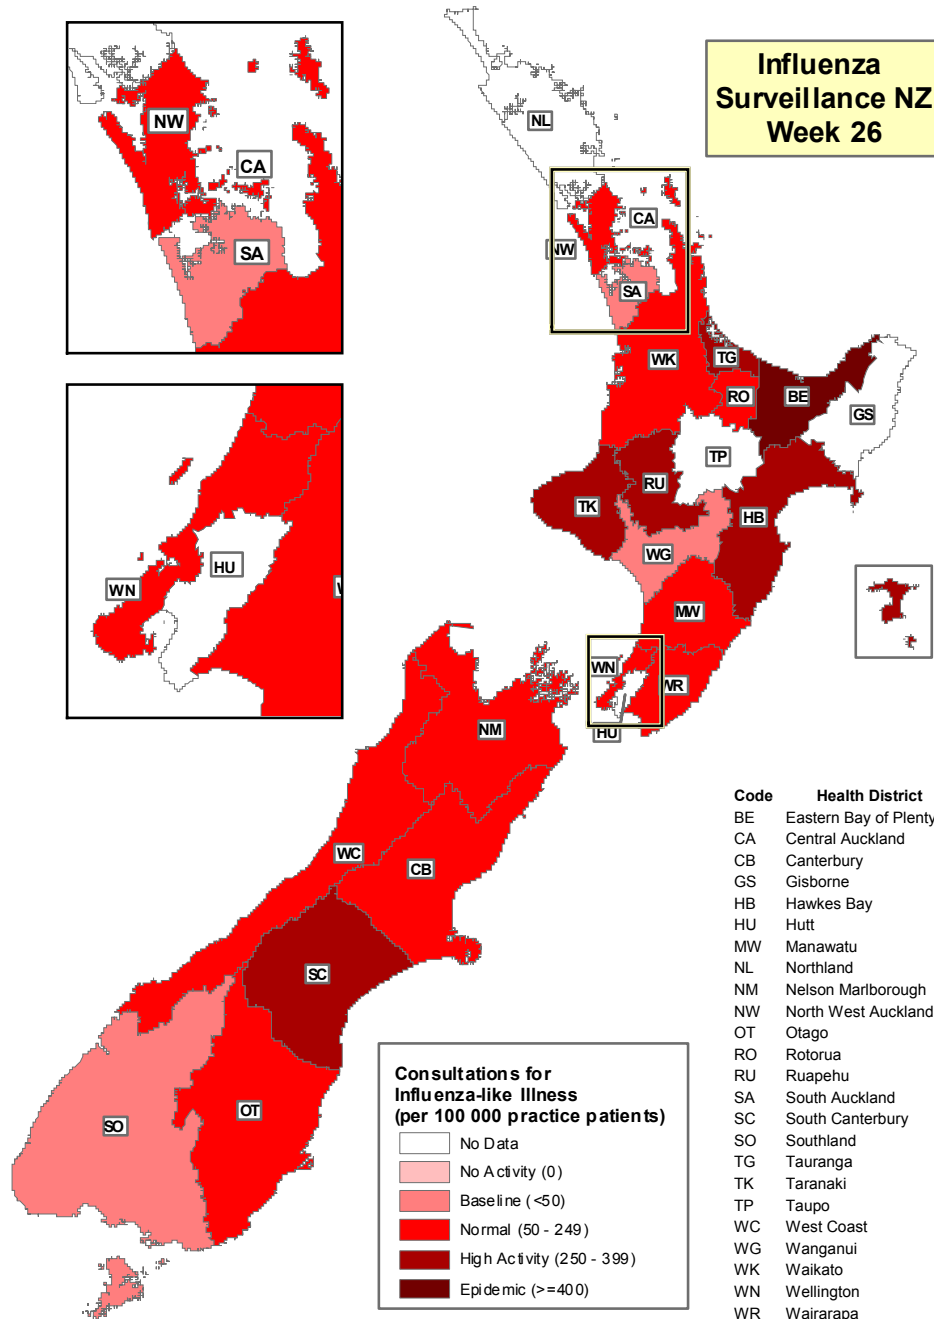 Influenza
Surveillance NZ
Week 26
NW
CA
SA
NL
CA
NW
SA
WK
TG
RO
BE
GS
TP
RU
TK
HB
WG
MW
WN
WR
HU
HU
WN
NM
WC
CB
SC
OT
SO
Consultations for
Influenza-like Illness
(per 100 000 practice patients)
No Data
No Activity (0)
Baseline (<50)
Normal (50 - 249)
High Activity (250 - 399)
Epidemic (>=400)
Code Health District
BE Eastern Bay of Plenty
CA Central Auckland
CB Canterbury
GS Gisborne
HB Hawkes Bay
HU Hutt
MW Manawatu
NL Northland
NM Nelson Marlborough
NW North West Auckland
OT Otago
RO Rotorua
RU Ruapehu
SA South Auckland
SC South Canterbury
SO Southland
TG Tauranga
TK Taranaki
TP Taupo
WC West Coast
WG Wanganui
WK Waikato
WN Wellington
WR Wairarapa